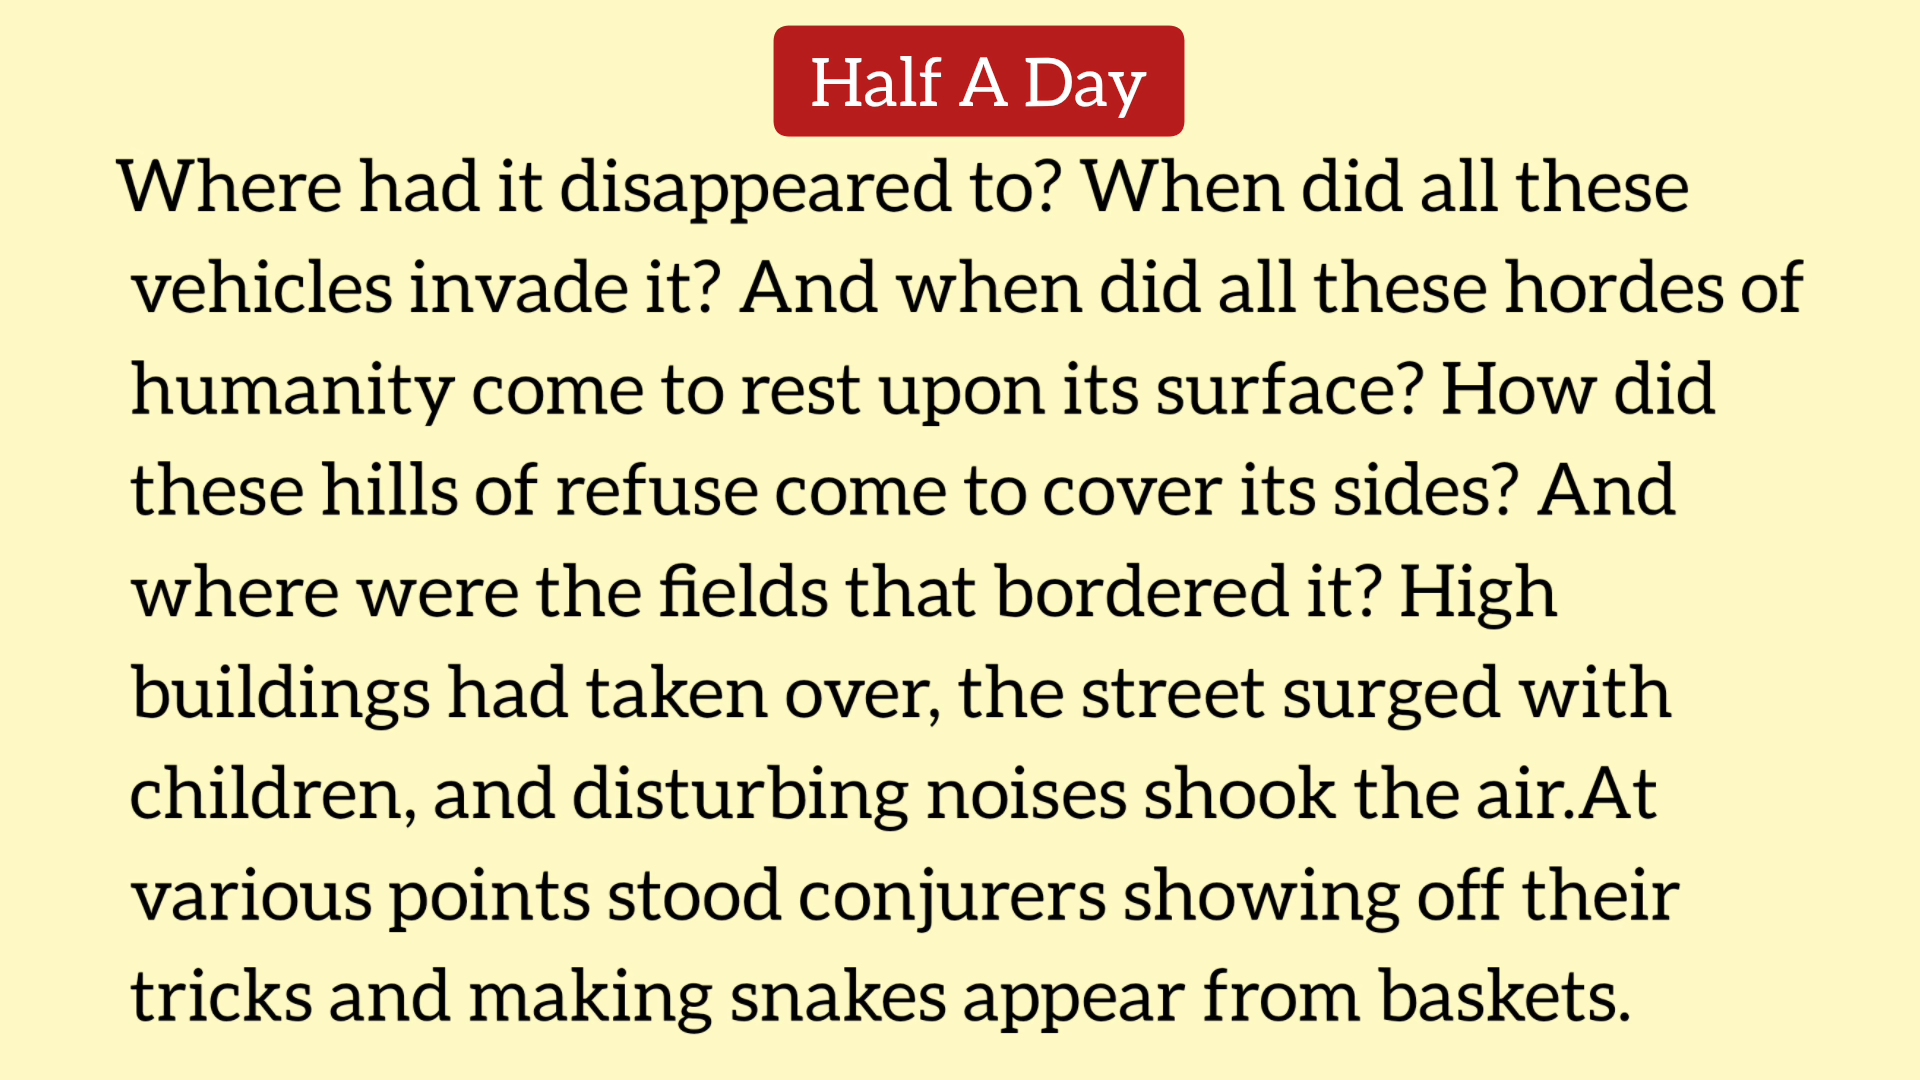 Half A Day
Where had it disappeared to? When did all these
vehicles invade it? And when did all these hordes of
humanity come to rest upon its surface? How did
these hills of refuse come to cover its sides? And
where were the fields that bordered it? High
buildings had taken over, the street surged with
children, and disturbing noises shook the air.At
various points stood conjurers showing off their
tricks and making snakes appear from baskets.